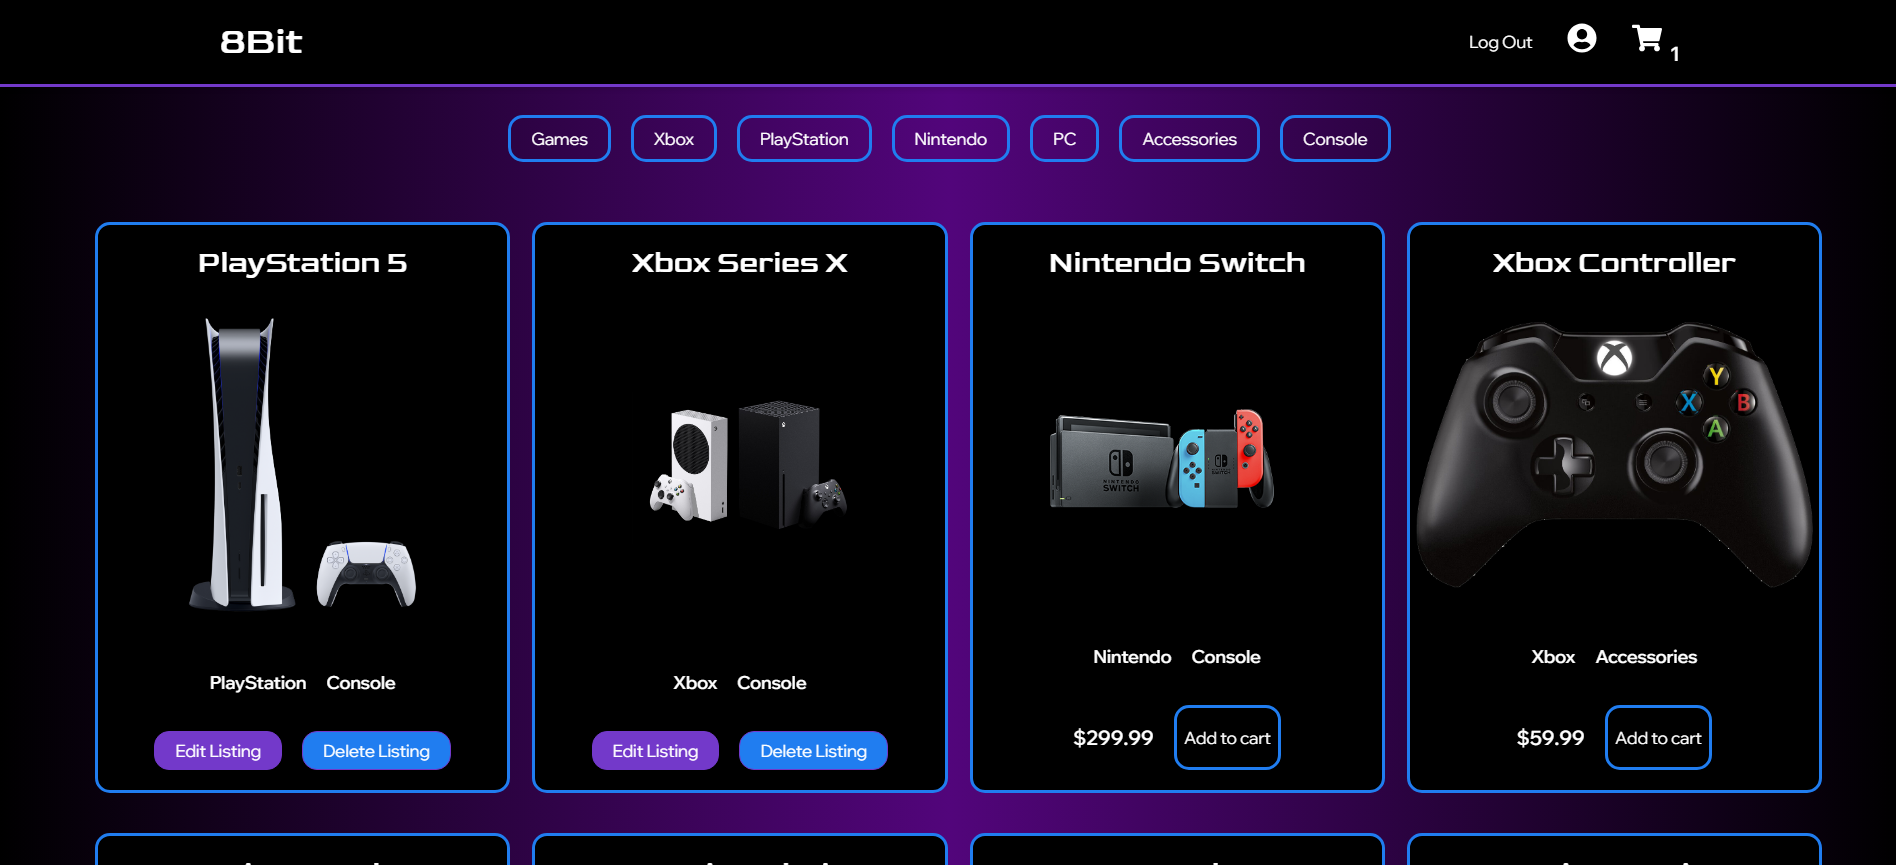 8Bit
Log Out
1
Games
Xbox
PlayStation
Nintendo
PC
Accessories
Console
PlayStation 5
PlayStation Console
Edit Listing
Delete Listing
Xbox Series X
Xbox Console
Edit Listing
Delete Listing
Nintendo Switch
NINTENDO
SWITCH
Nintendo Console
$299.99
Add to cart
Xbox Controller
Y
X
B
A
Xbox Accessories
$59.99
Add to cart